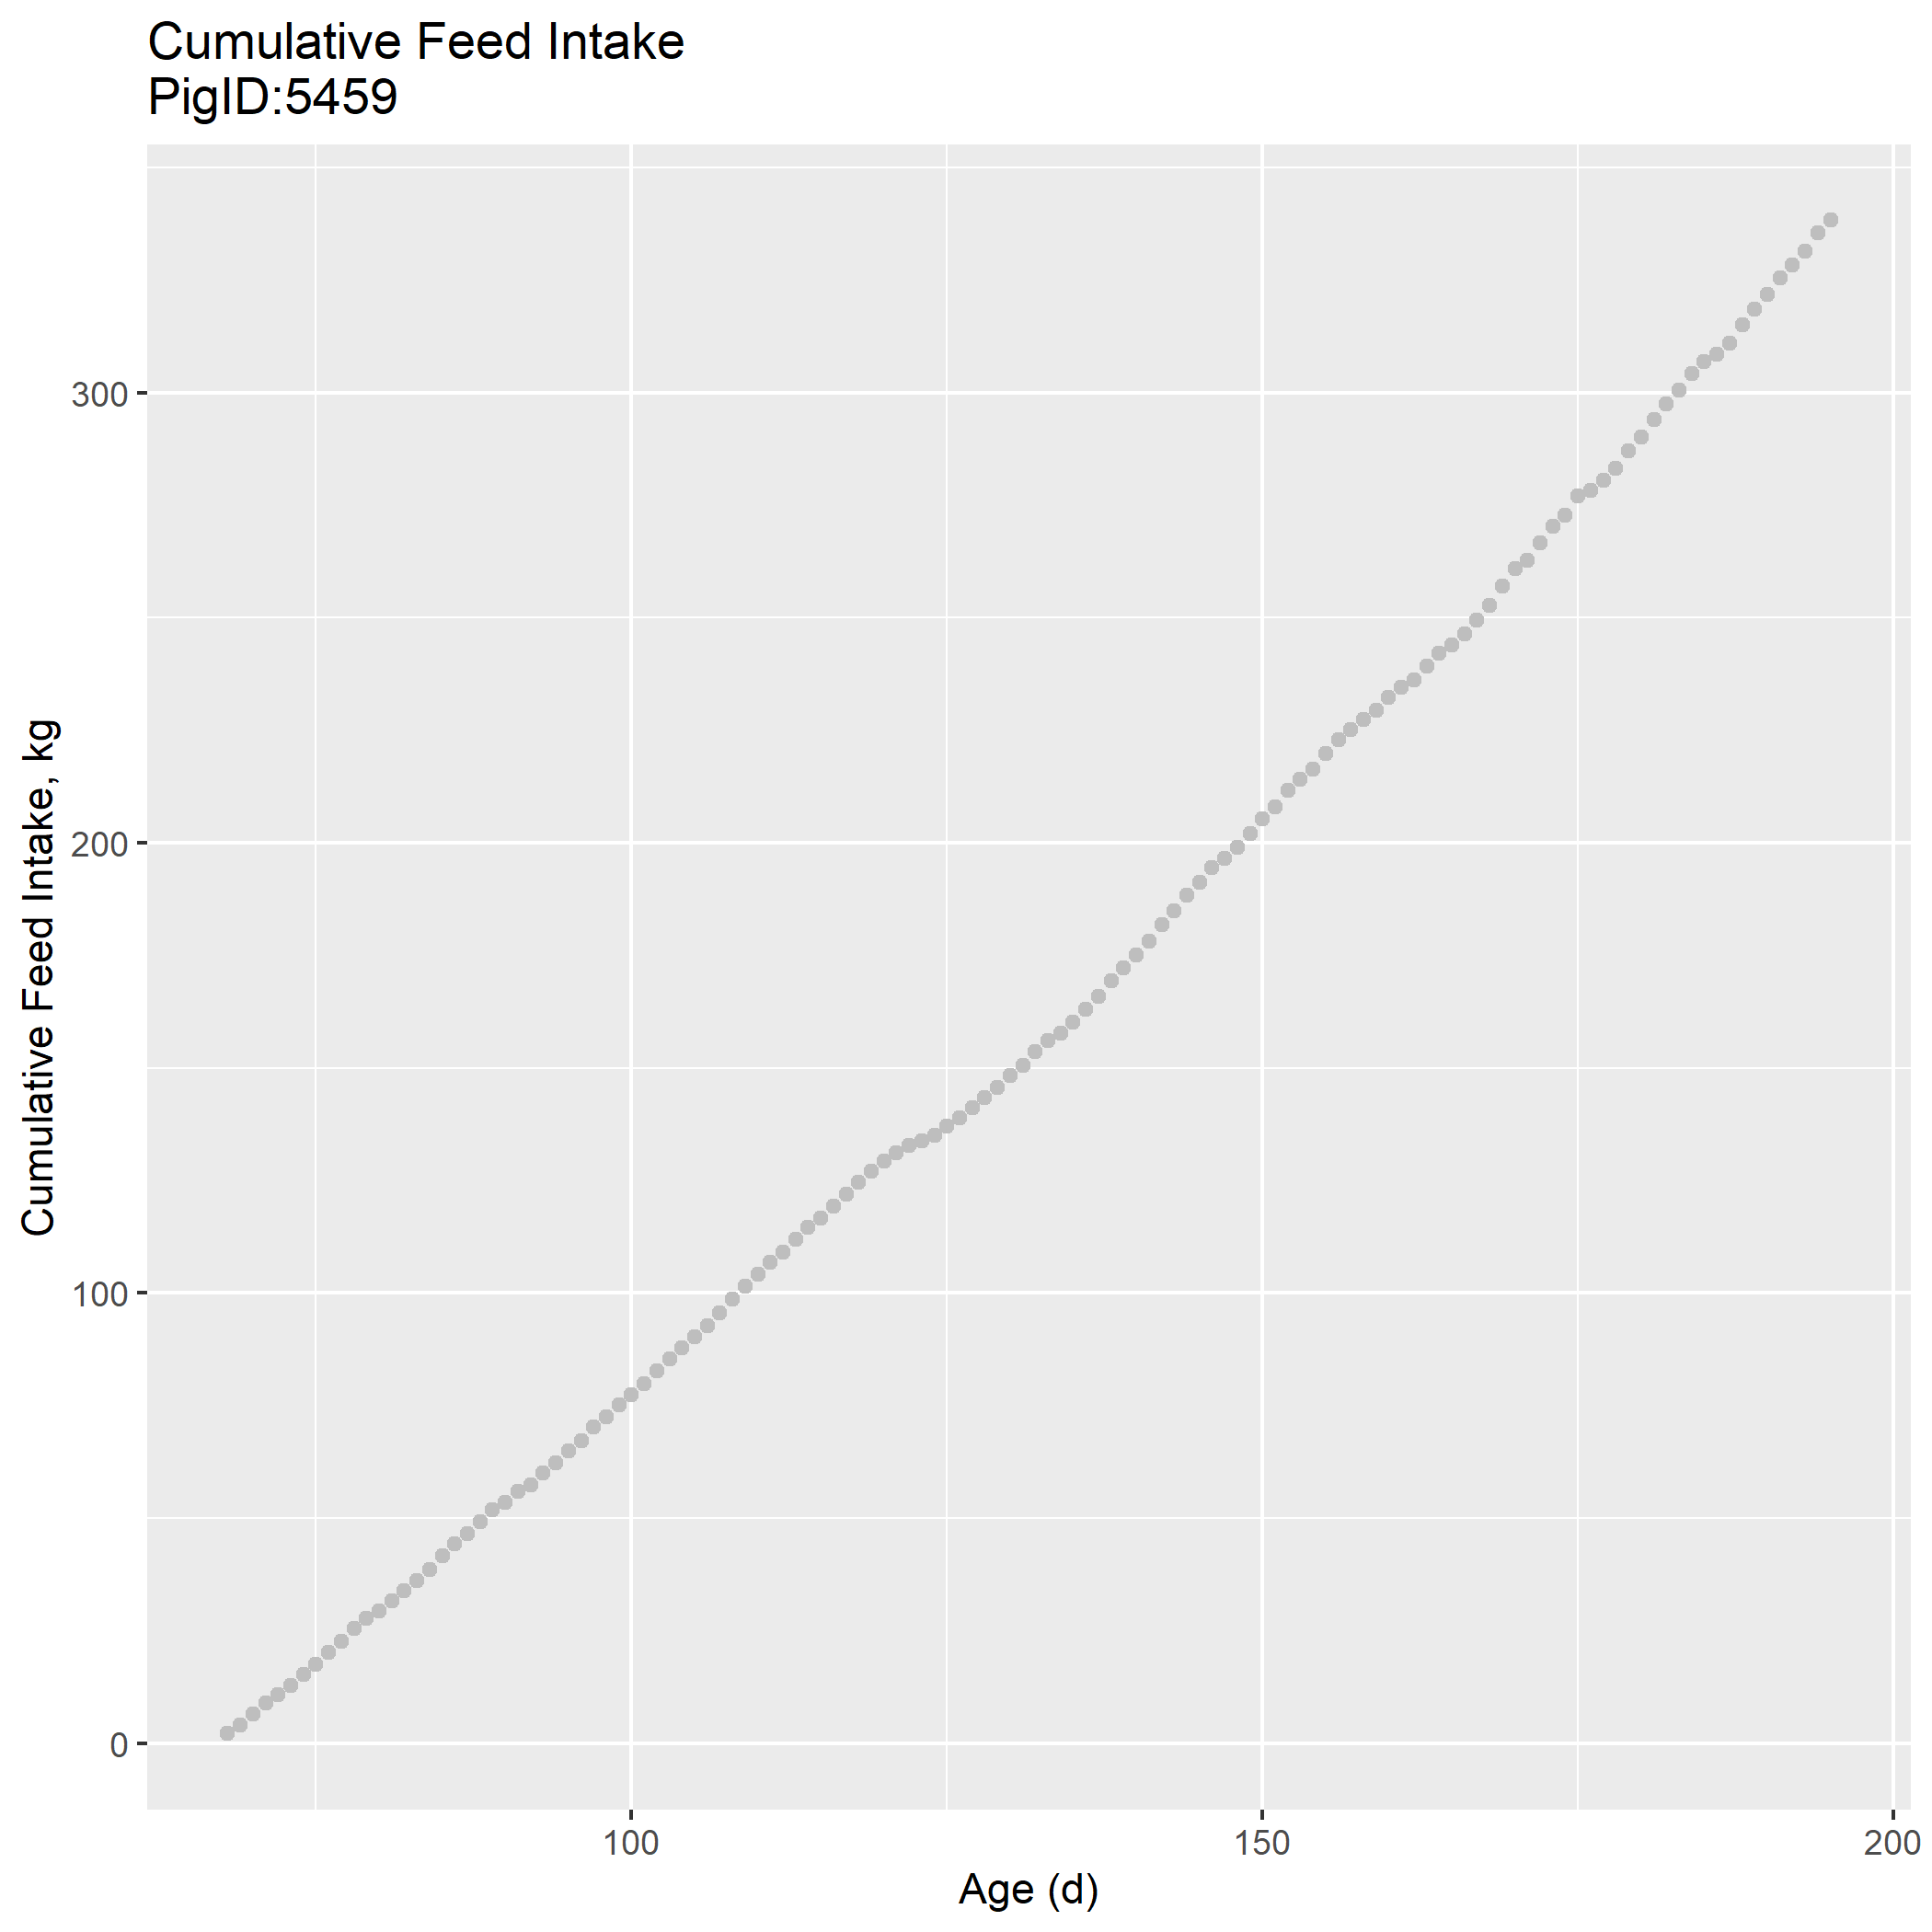 Cumulative Feed Intake
PigID:5459
Cumulative Feed Intake, kg
300
200
100
0
100
150
200
Age (d)